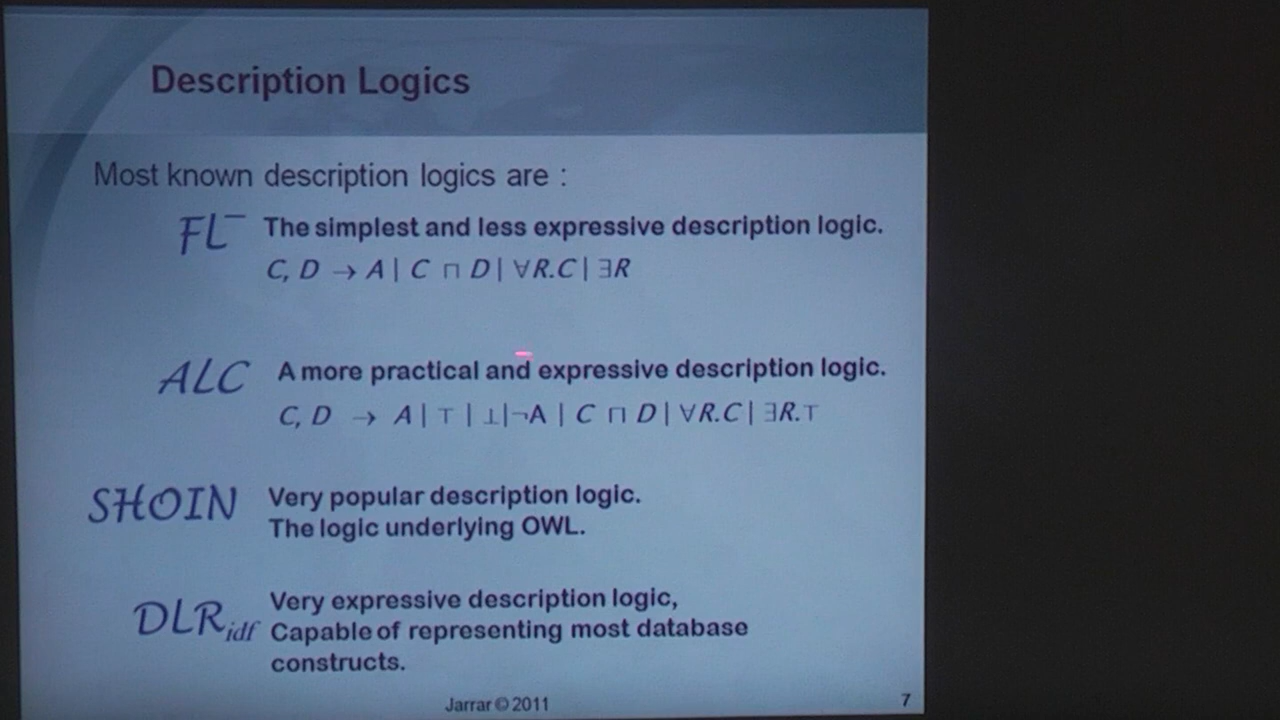 Description Logics
Most known description logics are :
FL⁻ The simplest and less expressive description logic.
C, D → A | C ⊓ D | ∀R.C | ∃R
ALC A more practical and expressive description logic.
C, D → A | ⊤ | ⊥|¬A | C ⊓ D | ∀R.C | ∃R.⊤
SHOIN Very popular description logic.
The logic underlying OWL.
DLRidf Very expressive description logic,
Capable of representing most database
constructs.
Jarrar © 2011
7